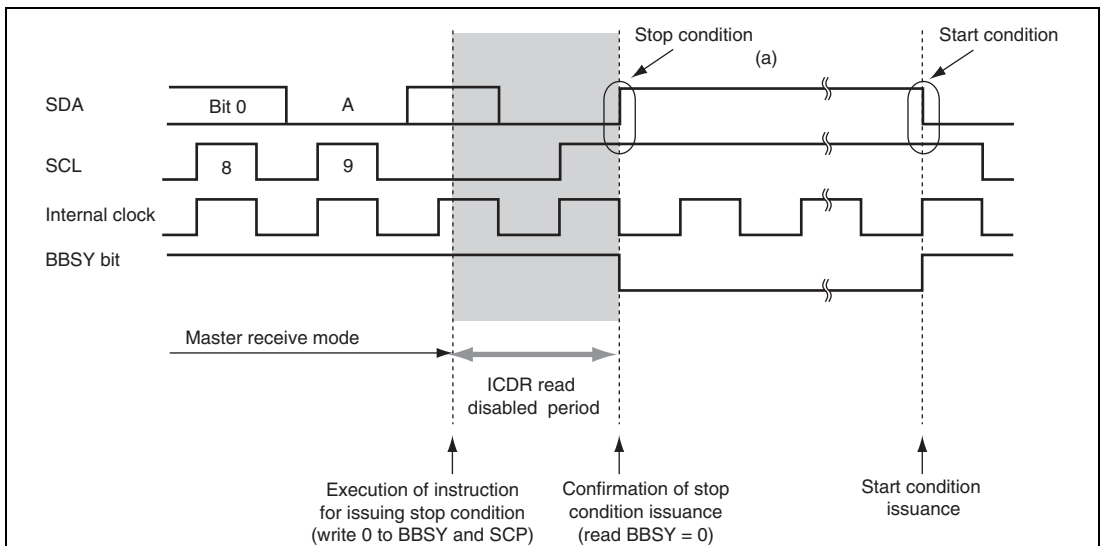 Stop condition
Start condition
(a)
SDA
Bit 0
A
SCL
8
9
Internal clock
BBSY bit
Master receive mode
ICDR read
disabled period
Execution of instruction
for issuing stop condition
(write 0 to BBSY and SCP)
Confirmation of stop
condition issuance
(read BBSY = 0)
Start condition
issuance